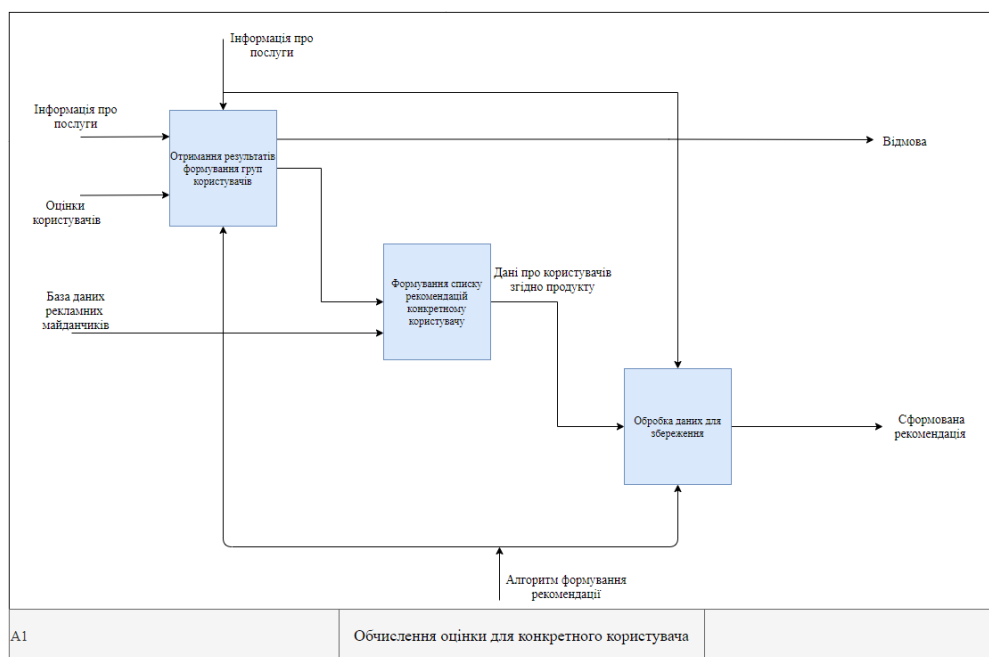 Інформація про
послуги
Інформація про
послуги
Отримання результатів
формування груп
користувачів
Відмова
Оцінки
користувачів
База даних
рекламних
майданчиків
Формування списку
рекомендацій
конкретному
користувачу
Дані про користувачів
згідно продукту
Обробка даних для
збереження
Сформована
рекомендація
Алгоритм формування
рекомендації
А1
Обчислення оцінки для конкретного користувача